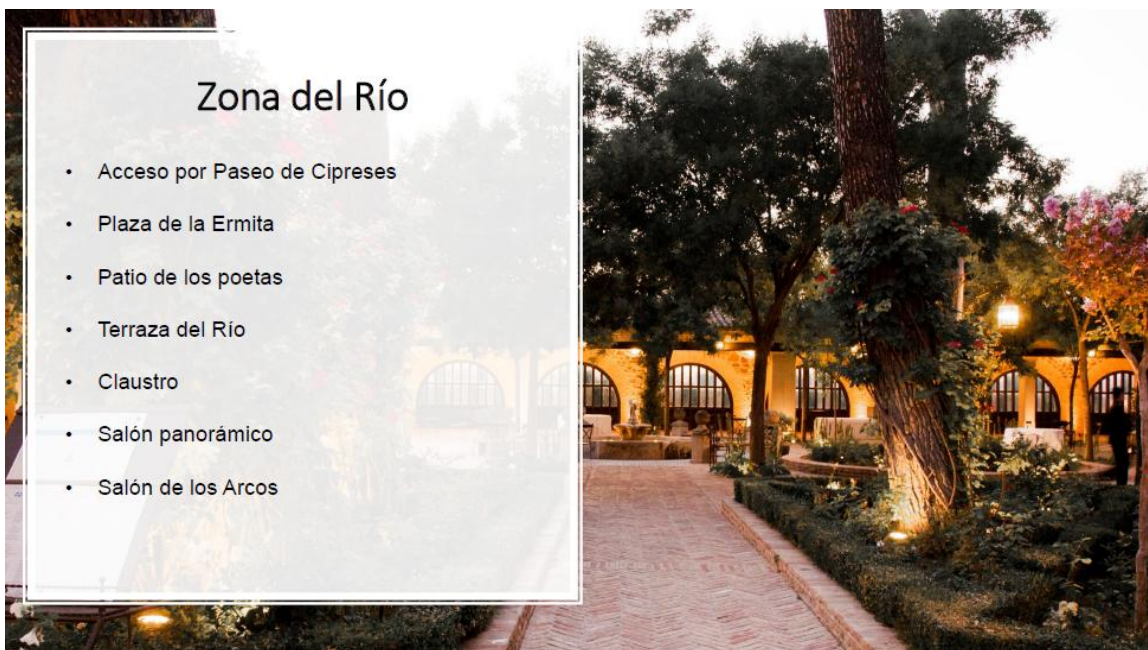 Zona del Río
• Acceso por Paseo de Cipreses
• Plaza de la Ermita
• Patio de los poetas
• Terraza del Río
• Claustro
• Salón panorámico
• Salón de los Arcos